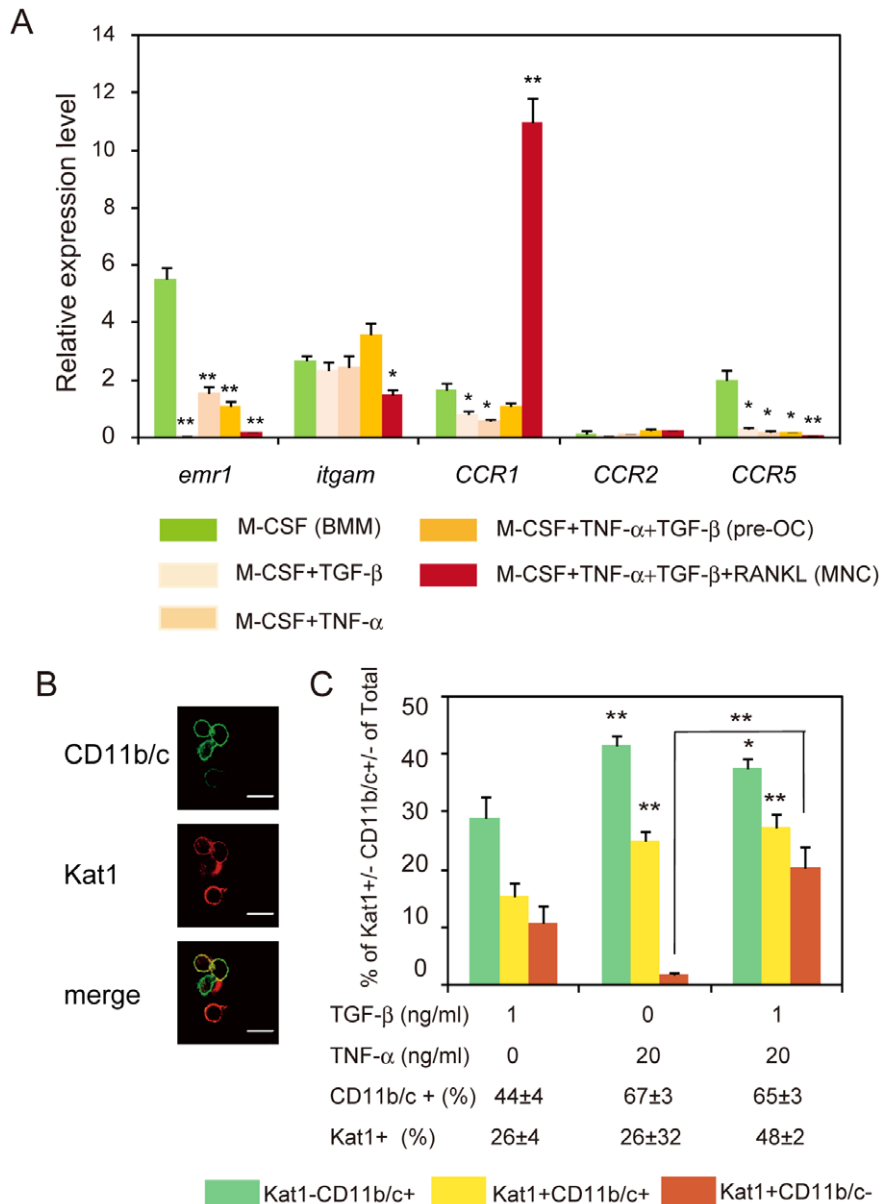 A
Relative expression level
14
12
10
8
6
4
2
0
** ** ** ** * * * ** * * * **
emr1 itgam CCR1 CCR2 CCR5
M-CSF (BMM)
M-CSF+TGF-β
M-CSF+TNF-α
M-CSF+TNF-α+TGF-β (pre-OC)
M-CSF+TNF-α+TGF-β+RANKL (MNC)
B
CD11b/c
Kat1
merge
C
% of Kat1+/- CD11b/c+/- of Total
50
40
30
20
10
0
** ** ** * **
TGF-β (ng/ml) 1 0 1
TNF-α (ng/ml) 0 20 20
CD11b/c + (%) 44±4 67±3 65±3
Kat1+ (%) 26±4 26±32 48±2
Kat1-CD11b/c+ Kat1+CD11b/c+ Kat1+CD11b/c-